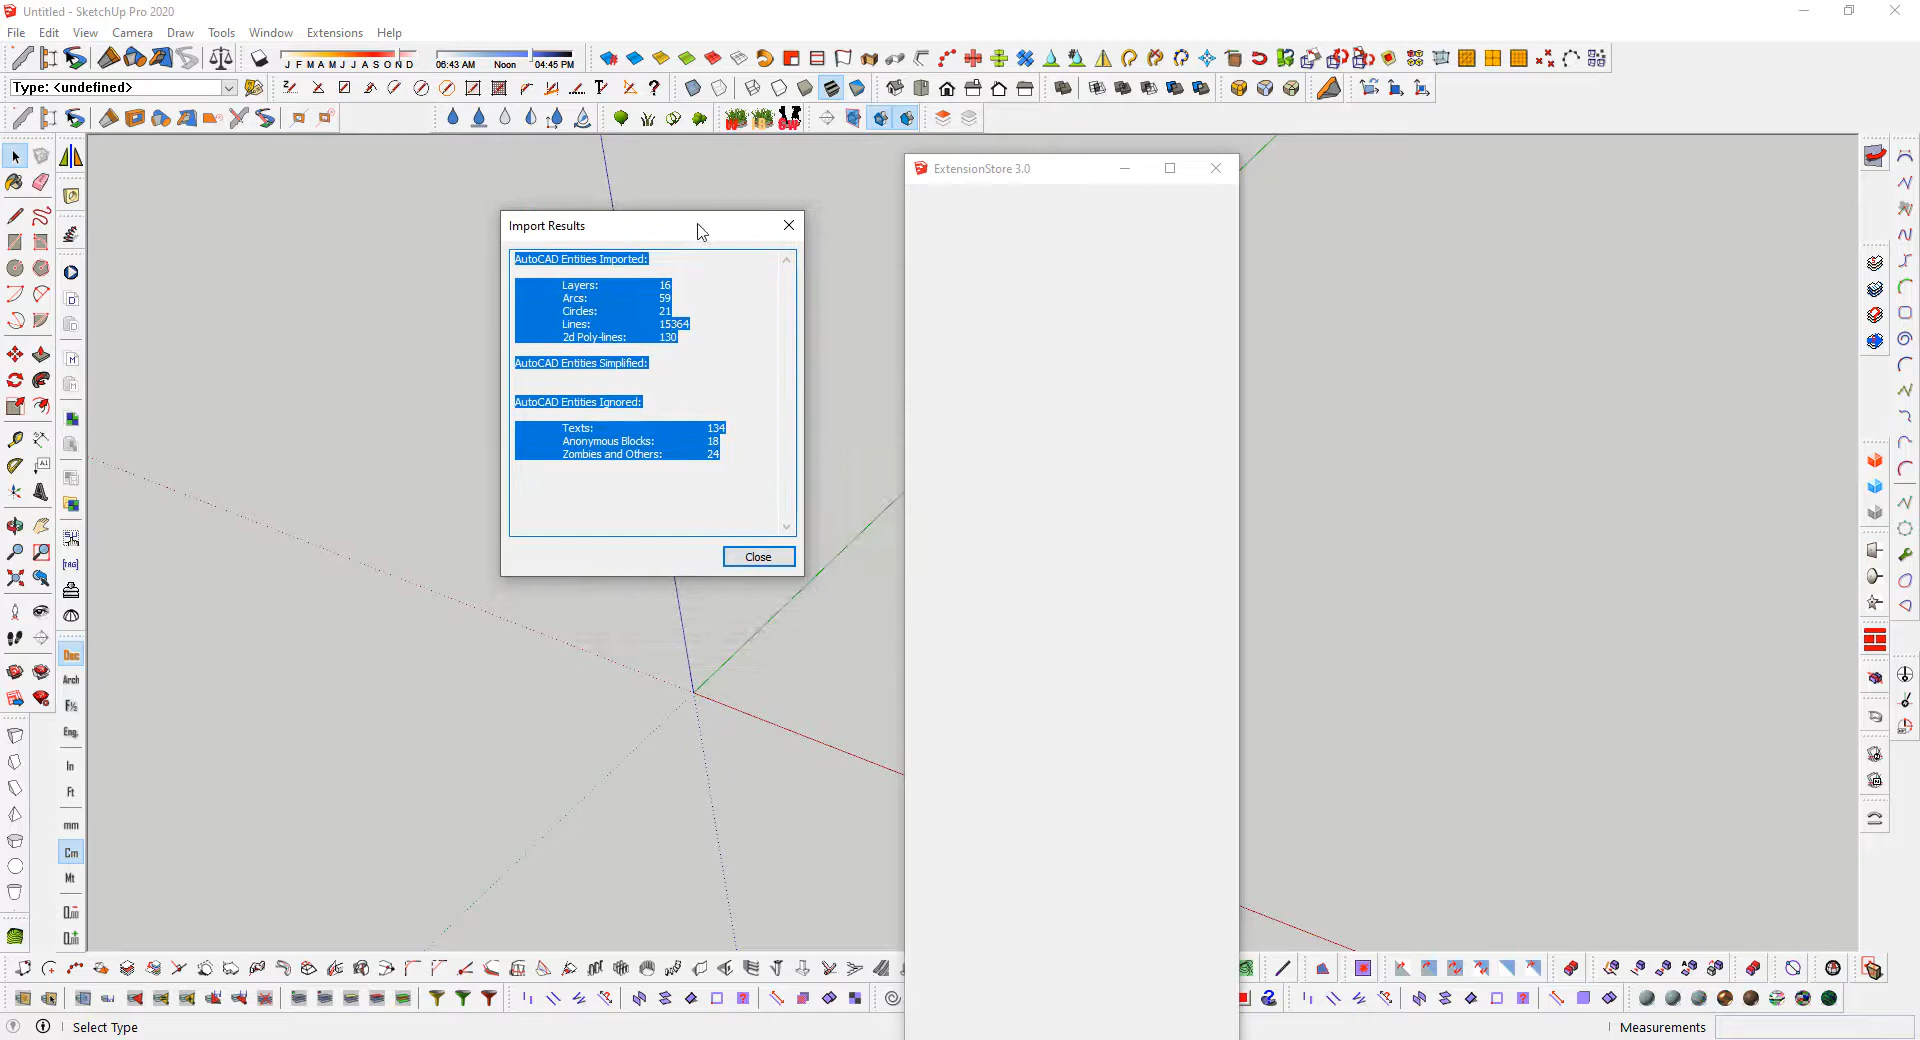 Untitled - SketchUp Pro 2020
File Edit View Camera Draw Tools Window Extensions Help
J F M A M J J A S O N D
06:43 AM Noon 04:45 PM
Type: <undefined>
ExtensionStore 3.0
Import Results
AutoCAD Entities Imported:
Layers: 16
Arcs: 59
Circles: 21
Lines: 15364
2d Poly-lines: 130
AutoCAD Entities Simplified:
AutoCAD Entities Ignored:
Texts: 134
Anonymous Blocks: 18
Zombies and Others: 24
Close
[TAG]
Dec
Arch
Eng.
In
Ft
mm
Cm
Mt
Select Type
Measurements